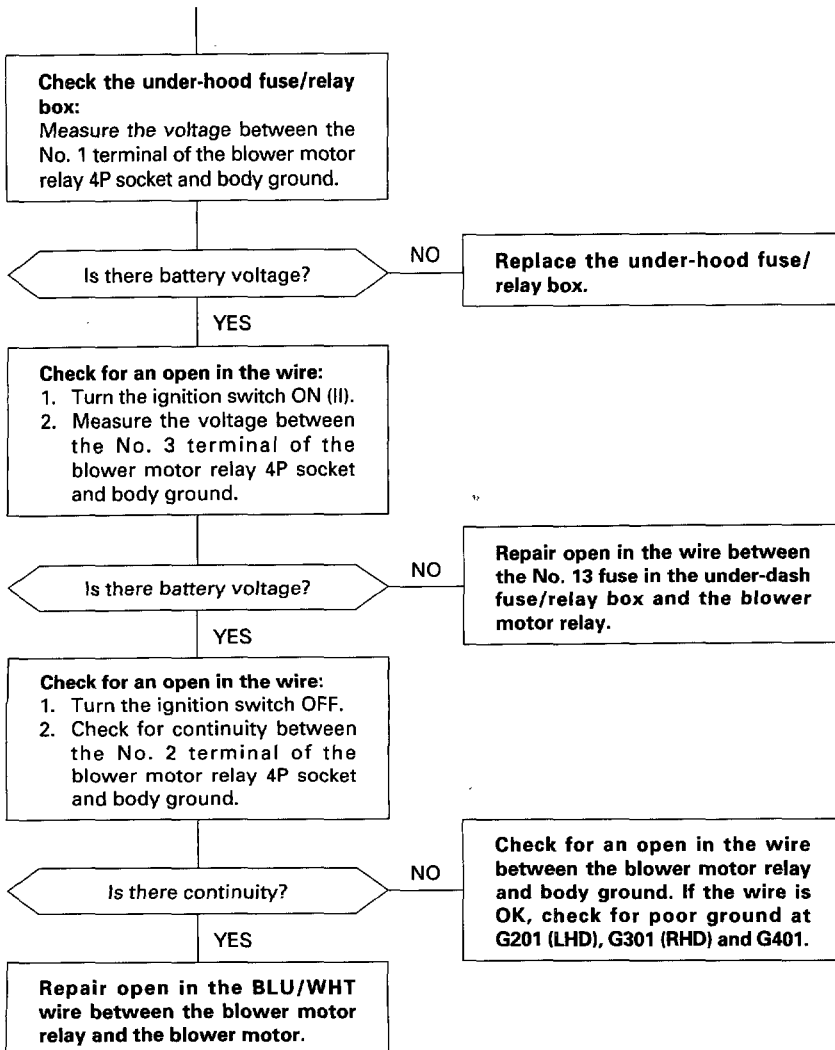 Check the under-hood fuse/relay
box:
Measure the voltage between the
No. 1 terminal of the blower motor
relay 4P socket and body ground.
Is there battery voltage?
NO
Replace the under-hood fuse/
relay box.
YES
Check for an open in the wire:
1. Turn the ignition switch ON (II).
2. Measure the voltage between
the No. 3 terminal of the
blower motor relay 4P socket
and body ground.
Is there battery voltage?
NO
Repair open in the wire between
the No. 13 fuse in the under-dash
fuse/relay box and the blower
motor relay.
YES
Check for an open in the wire:
1. Turn the ignition switch OFF.
2. Check for continuity between
the No. 2 terminal of the
blower motor relay 4P socket
and body ground.
Is there continuity?
NO
Check for an open in the wire
between the blower motor relay
and body ground. If the wire is
OK, check for poor ground at
G201 (LHD), G301 (RHD) and G401.
YES
Repair open in the BLU/WHT
wire between the blower motor
relay and the blower motor.